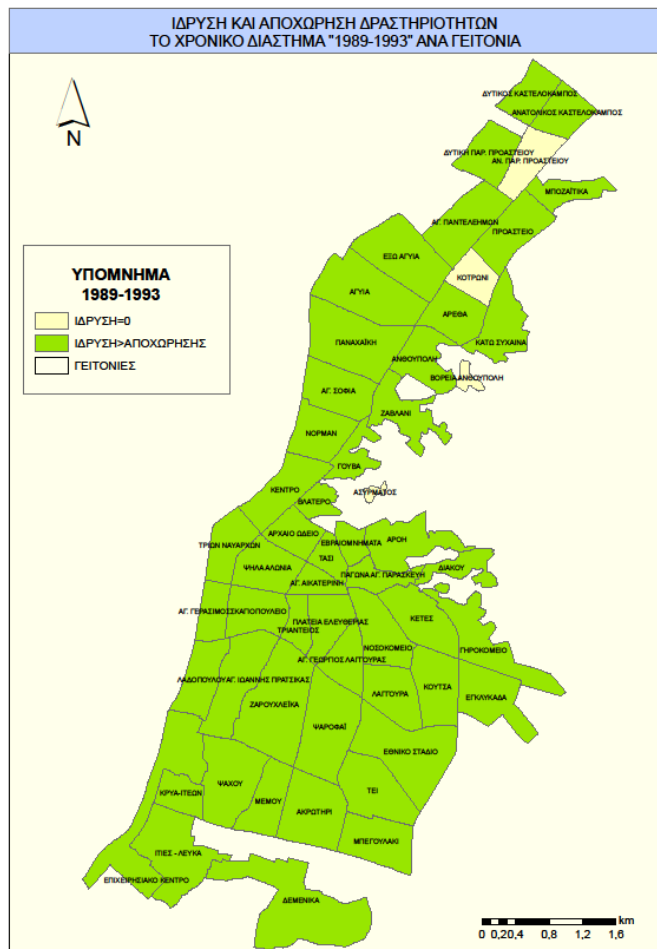 ΙΔΡΥΣΗ ΚΑΙ ΑΠΟΧΩΡΗΣΗ ΔΡΑΣΤΗΡΙΟΤΗΤΩΝ
ΤΟ ΧΡΟΝΙΚΟ ΔΙΑΣΤΗΜΑ "1989-1993" ΑΝΑ ΓΕΙΤΟΝΙΑ
N
ΔΥΤΙΚΟΣ ΚΑΣΤΕΛΟΚΑΜΠΟΣ
ΑΝΑΤΟΛΙΚΟΣ ΚΑΣΤΕΛΟΚΑΜΠΟΣ
ΔΥΤΙΚΗ ΠΑΡ. ΠΡΟΑΣΤΕΙΟΥ
ΑΝ. ΠΑΡ. ΠΡΟΑΣΤΕΙΟΥ
ΜΠΟΖΑΪΤΙΚΑ
ΑΓ. ΠΑΝΤΕΛΕΗΜΩΝ
ΠΡΟΑΣΤΕΙΟ
ΕΞΩ ΑΓΥΙΑ
ΚΟΤΡΩΝΙ
ΑΓΥΙΑ
ΑΡΕΘΑ
ΠΑΝΑΧΑΪΚΗ
ΚΑΤΩ ΣΥΧΑΙΝΑ
ΑΝΘΟΥΠΟΛΗ
ΒΟΡΕΙΑ ΑΝΘΟΥΠΟΛΗ
ΑΓ. ΣΟΦΙΑ
ΖΑΒΛΑΝΙ
ΝΟΡΜΑΝ
ΓΟΥΒΑ
ΚΕΝΤΡΟ
ΑΣΥΡΜΑΤΟΣ
ΒΛΑΤΕΡΟ
ΥΠΟΜΝΗΜΑ
1989-1993
ΙΔΡΥΣΗ=0
ΙΔΡΥΣΗ>ΑΠΟΧΩΡΗΣΗΣ
ΓΕΙΤΟΝΙΕΣ
ΑΡΧΑΙΟ ΩΔΕΙΟ
ΤΡΙΩΝ ΝΑΥΑΡΧΩΝ
ΕΒΡΑΙΟΜΝΗΜΑΤΑ
ΑΡΟΗ
ΤΑΣΙ
ΨΗΛΑ ΑΛΩΝΙΑ
ΔΙΑΚΟΥ
ΠΑΓΩΝΑ ΑΓ. ΠΑΡΑΣΚΕΥΗ
ΑΓ. ΑΙΚΑΤΕΡΙΝΗ
ΑΓ. ΓΕΡΑΣΙΜΟΣ ΣΚΑΓΙΟΠΟΥΛΕΙΟ
ΠΛΑΤΕΙΑ ΕΛΕΥΘΕΡΙΑΣ
ΚΕΤΕΣ
ΤΡΙΑΝΤΕΙΟΣ
ΝΟΣΟΚΟΜΕΙΟ
ΓΗΡΟΚΟΜΕΙΟ
ΑΓ. ΓΕΩΡΓΙΟΣ ΛΑΓΓΟΥΡΑΣ
ΛΑΔΟΠΟΥΛΟΥ
ΑΓ. ΙΩΑΝΝΗΣ ΠΡΑΤΣΙΚΑΣ
ΛΑΓΓΟΥΡΑ
ΚΟΥΤΣΑ
ΕΓΚΛΥΚΑΔΑ
ΖΑΡΟΥΧΛΕΪΚΑ
ΨΑΡΟΦΑΪ
ΕΘΝΙΚΟ ΣΤΑΔΙΟ
ΨΑΧΟΥ
ΚΡΥΑ-ΙΤΕΩΝ
ΤΕΙ
ΜΕΜΟΥ
ΑΚΡΩΤΗΡΙ
ΜΠΕΓΟΥΛΑΚΙ
ΙΤΙΕΣ - ΛΕΥΚΑ
ΕΠΙΧΕΙΡΗΣΙΑΚΟ ΚΕΝΤΡΟ
ΔΕΜΕΝΙΚΑ
km
0 0,20,4 0,8 1,2 1,6